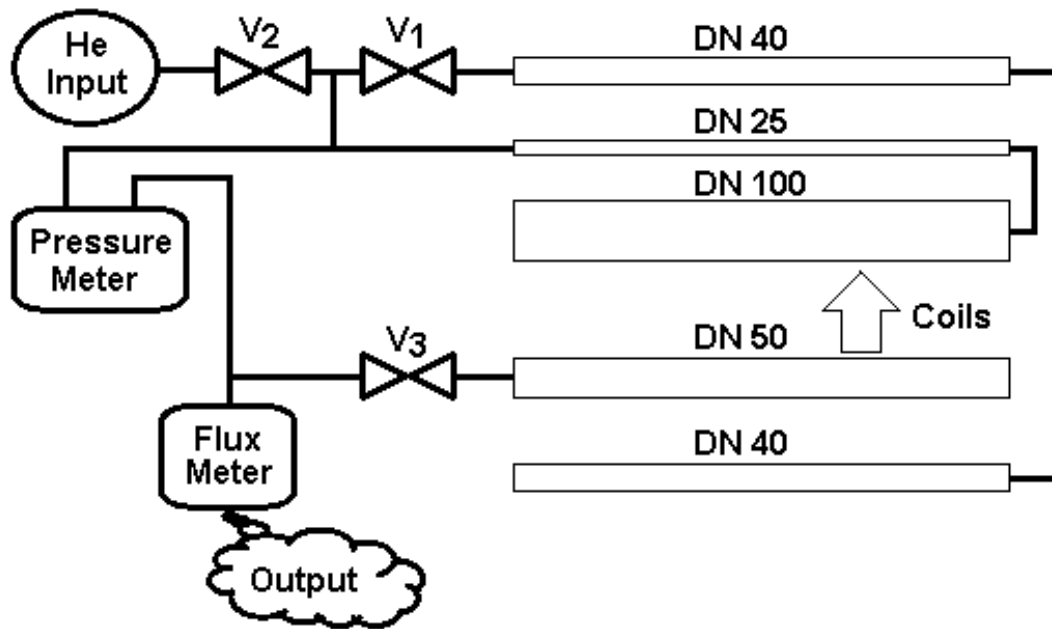 He
Input
V2
V1
DN 40
DN 25
DN 100
Pressure
Meter
Coils
V3
DN 50
Flux
Meter
DN 40
Output